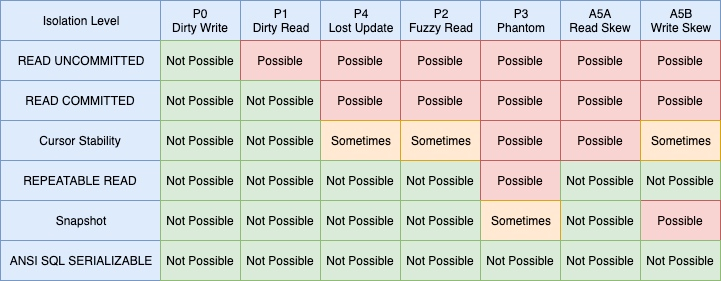 Isolation Level
P0
Dirty Write
P1
Dirty Read
P4
Lost Update
P2
Fuzzy Read
P3
Phantom
A5A
Read Skew
A5B
Write Skew
READ UNCOMMITTED Not Possible Possible Possible Possible Possible Possible Possible
READ COMMITTED Not Possible Not Possible Possible Possible Possible Possible Possible
Cursor Stability Not Possible Not Possible Sometimes Sometimes Possible Possible Sometimes
REPEATABLE READ Not Possible Not Possible Not Possible Not Possible Possible Not Possible Not Possible
Snapshot Not Possible Not Possible Not Possible Not Possible Sometimes Not Possible Possible
ANSI SQL SERIALIZABLE Not Possible Not Possible Not Possible Not Possible Not Possible Not Possible Not Possible